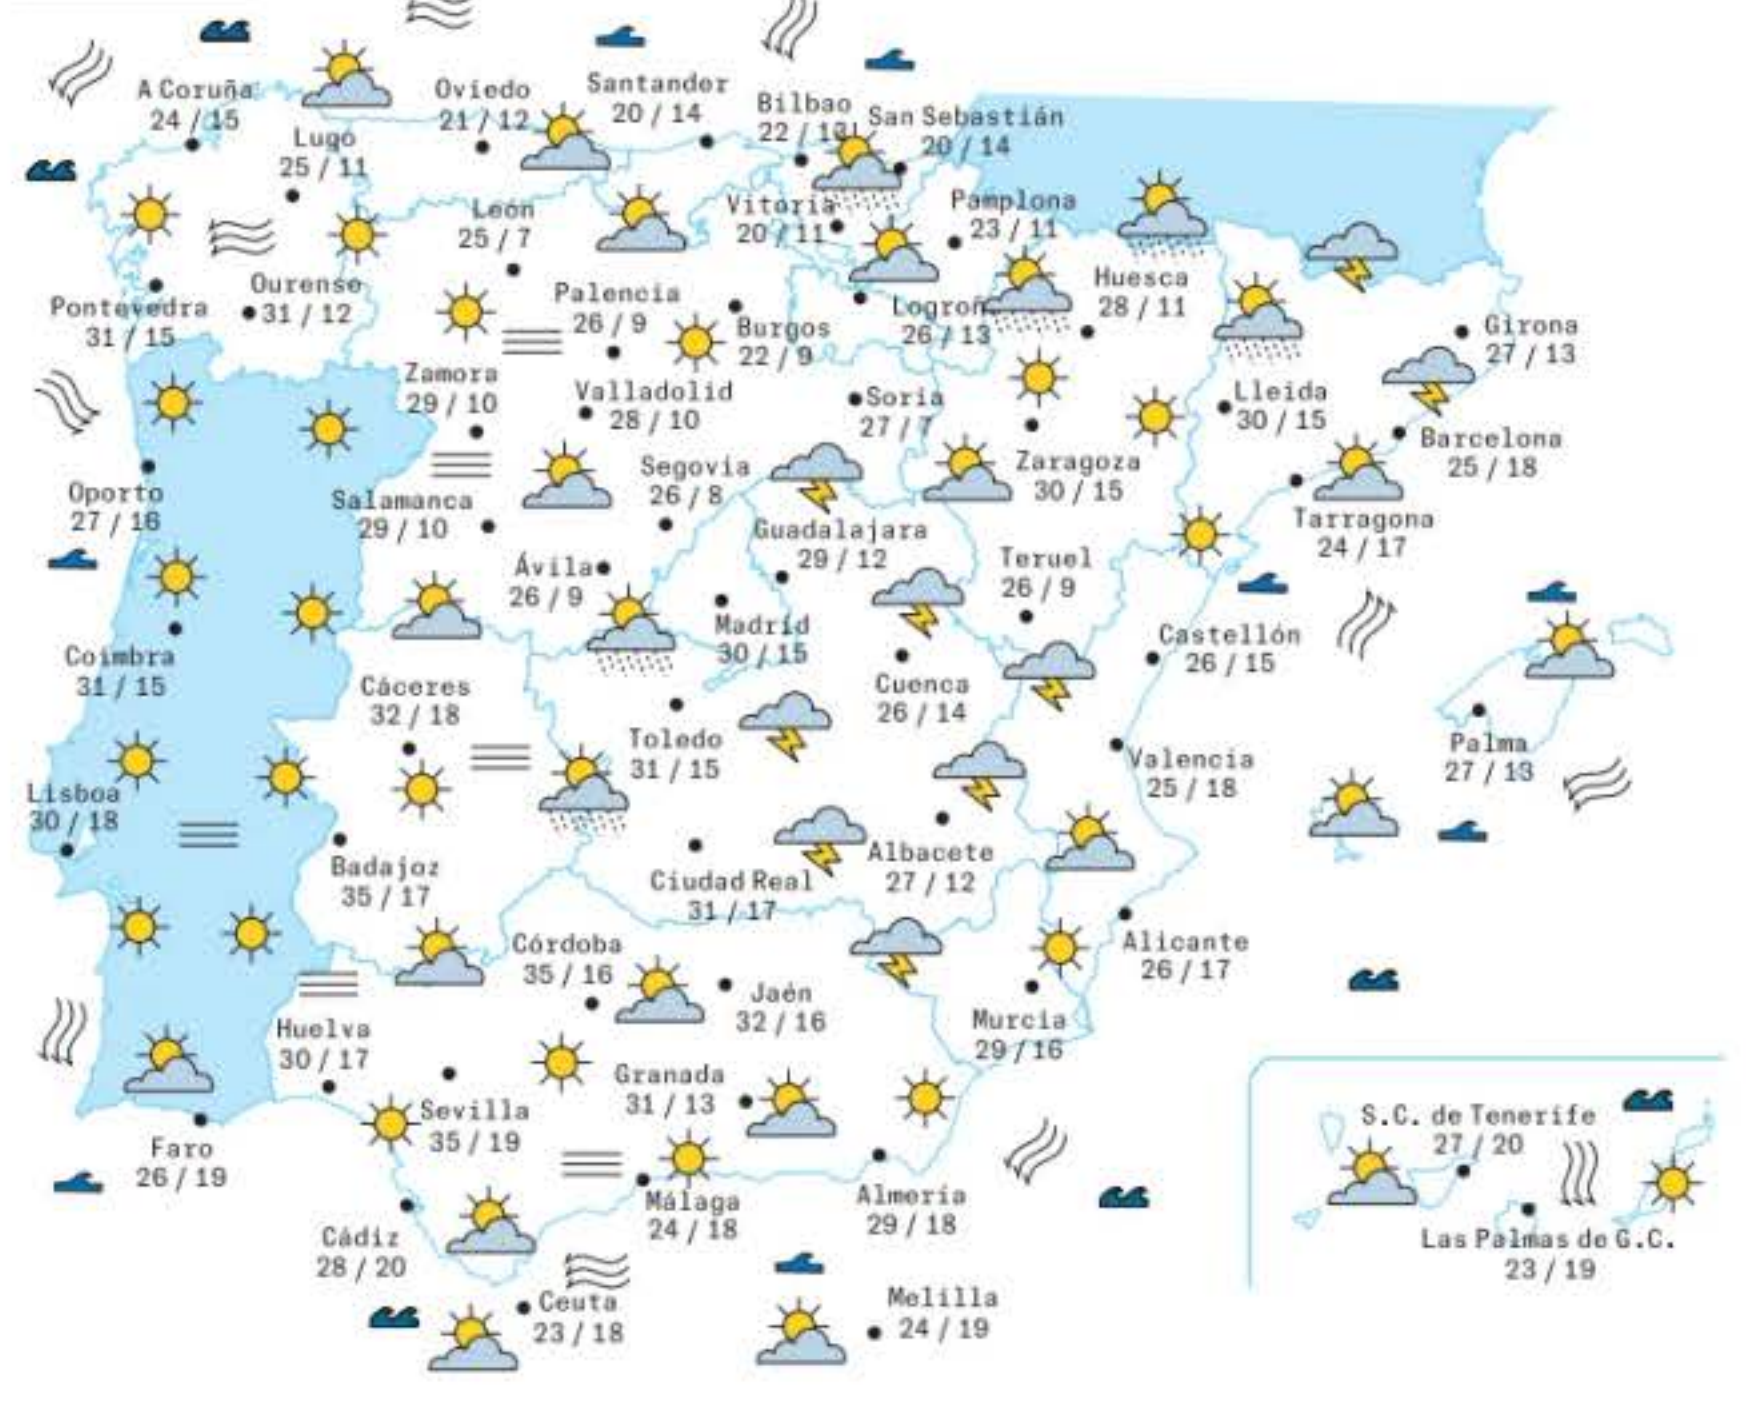 A Coruña
24 / 15
Lugo
25 / 11
Oviedo
21 / 12
Santander
20 / 14
Bilbao
22 / 13
San Sebastián
20 / 14
Vitoria
20 / 11
Pamplona
23 / 11
León
25 / 7
Pontevedra
31 / 15
Ourense
31 / 12
Palencia
26 / 9
Burgos
22 / 9
Logroñ
26 / 13
Huesca
28 / 11
Girona
27 / 13
Zamora
29 / 10
Valladolid
28 / 10
Soria
27 / 7
Lleida
30 / 15
Barcelona
25 / 18
Oporto
27 / 16
Salamanca
29 / 10
Segovia
26 / 8
Zaragoza
30 / 15
Tarragona
24 / 17
Guadalajara
29 / 12
Ávila
26 / 9
Teruel
26 / 9
Madrid
30 / 15
Castellón
26 / 15
Coimbra
31 / 15
Cáceres
32 / 18
Cuenca
26 / 14
Toledo
31 / 15
Valencia
25 / 18
Palma
27 / 13
Lisboa
30 / 18
Badajoz
35 / 17
Ciudad Real
31 / 17
Albacete
27 / 12
Alicante
26 / 17
Córdoba
35 / 16
Jaén
32 / 16
Murcia
29 / 16
Huelva
30 / 17
Sevilla
35 / 19
Granada
31 / 13
Faro
26 / 19
Málaga
24 / 18
Almería
29 / 18
Cádiz
28 / 20
Ceuta
23 / 18
Melilla
24 / 19
S.C. de Tenerife
27 / 20
Las Palmas de G.C.
23 / 19